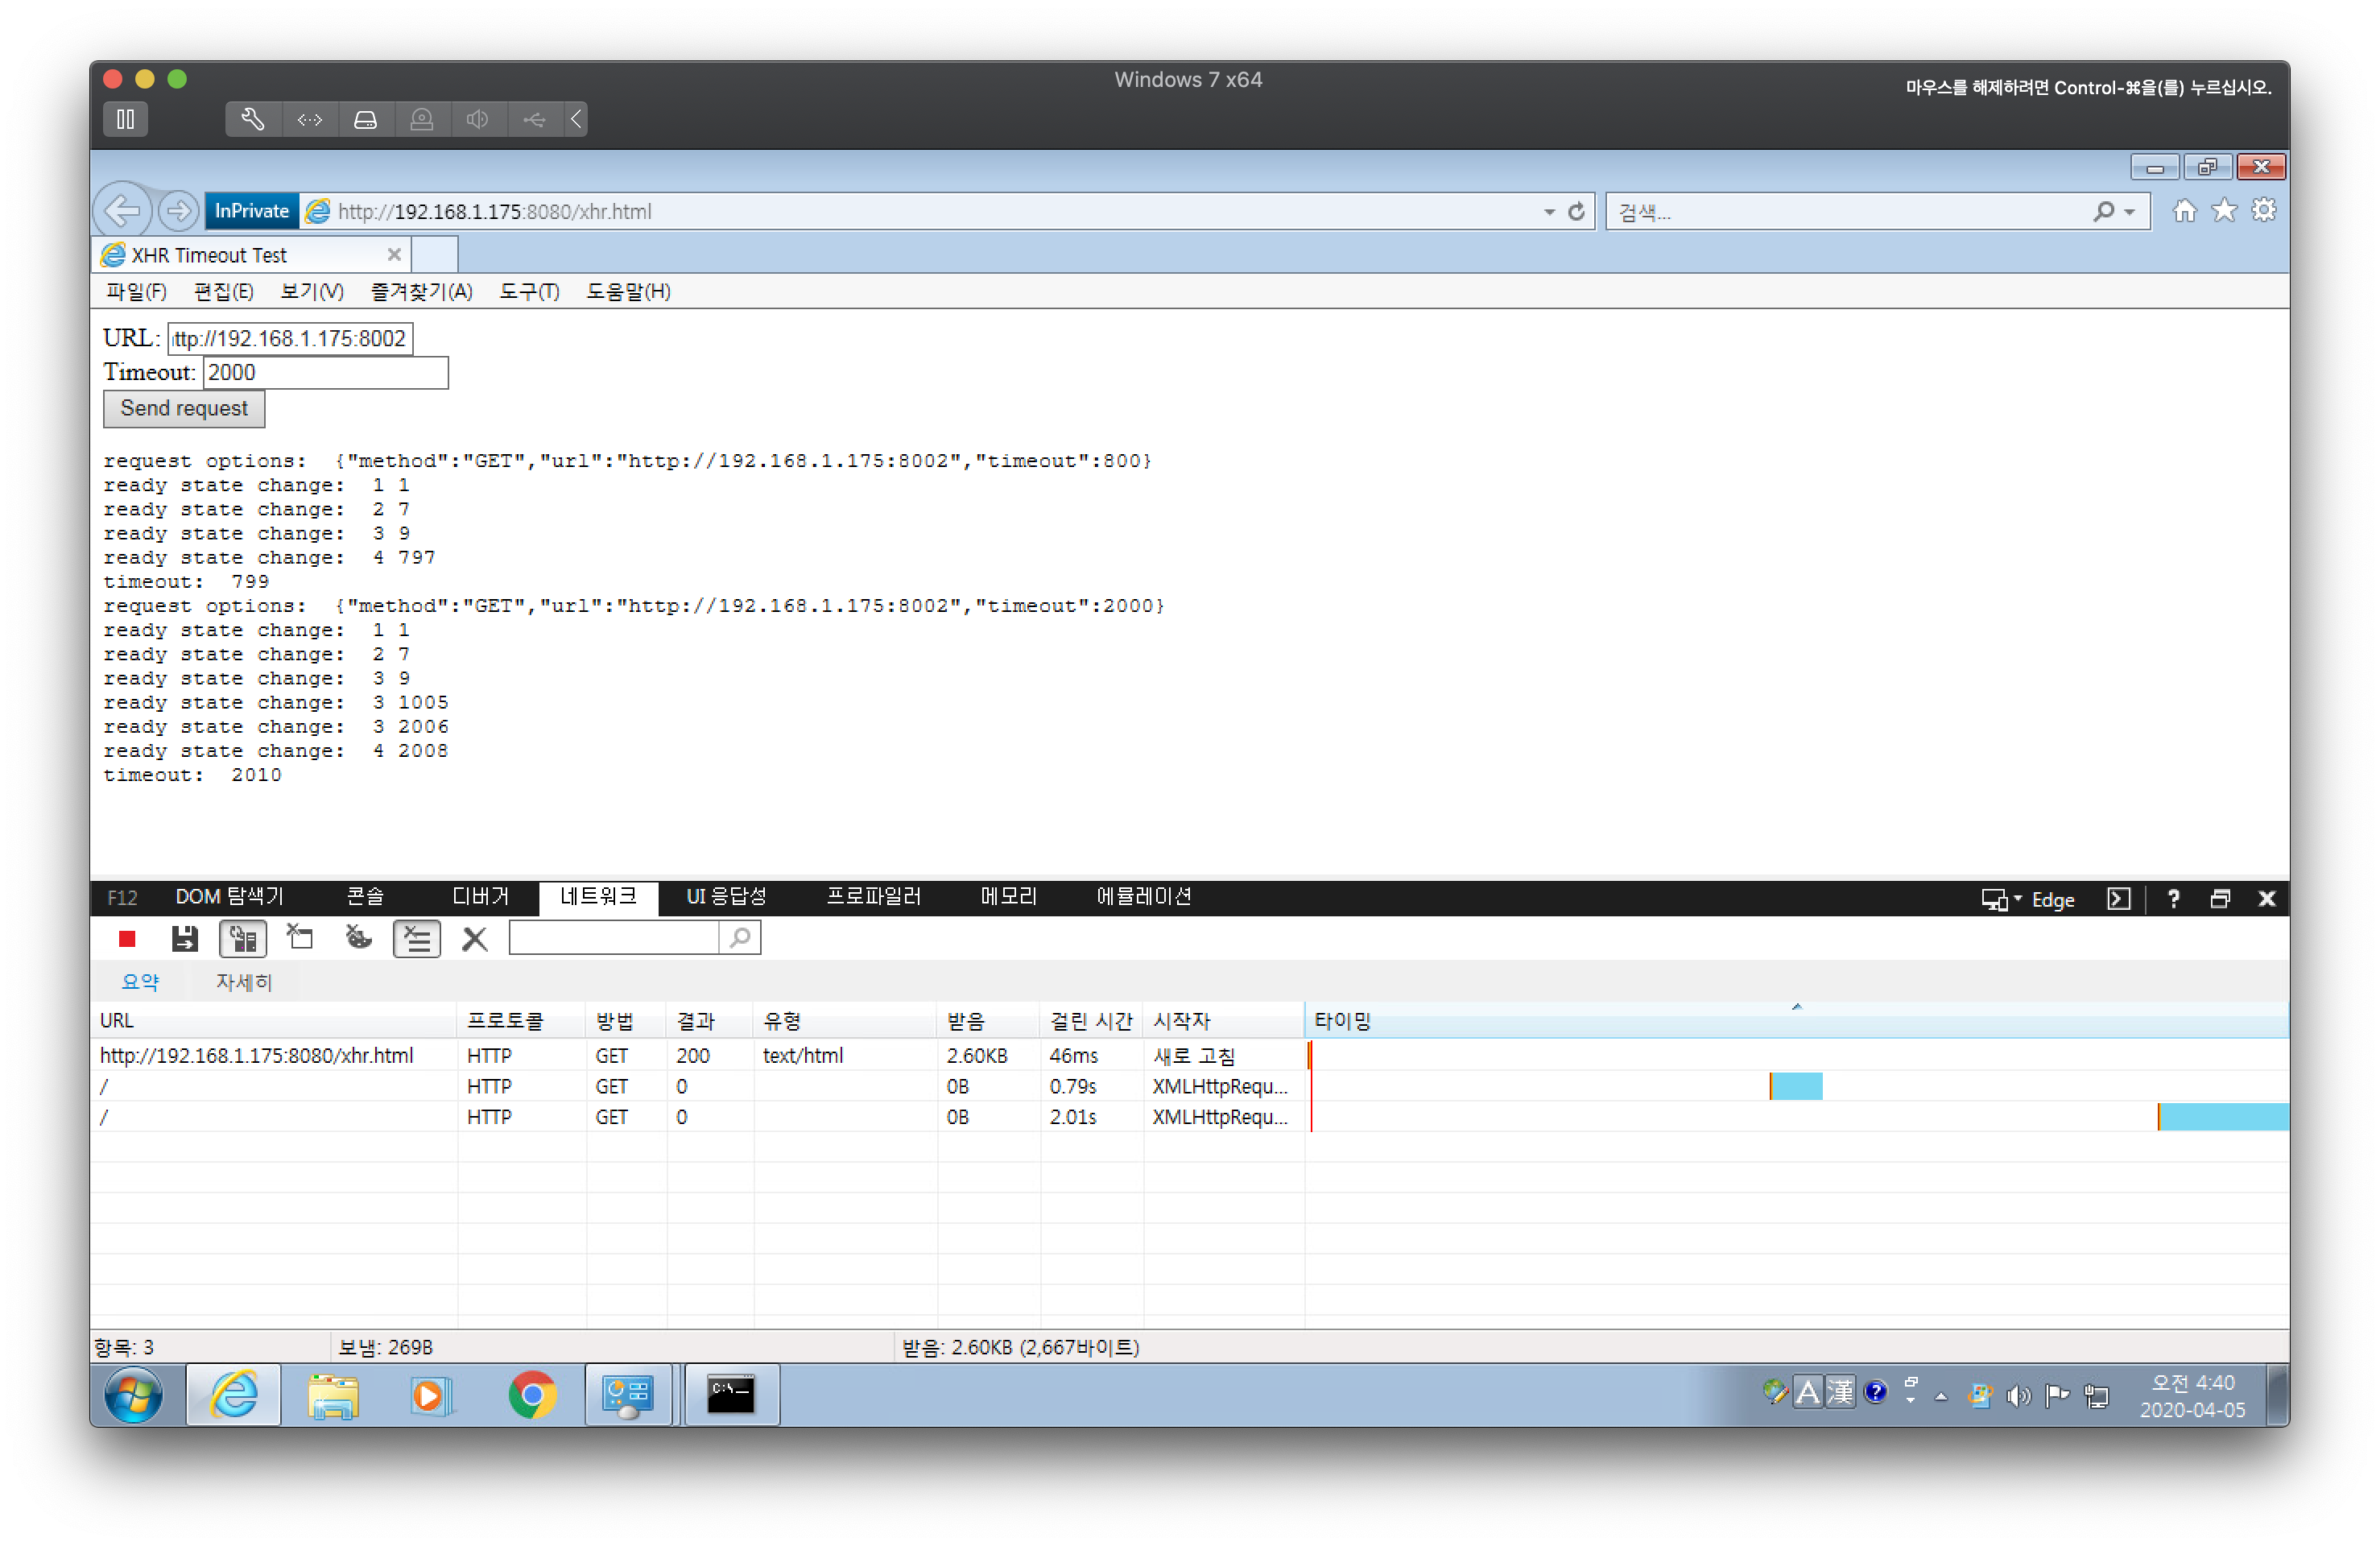 Windows 7 x64
마우스를 해제하려면 Control-⌘을(를) 누르십시오.
InPrivate
http://192.168.1.175:8080/xhr.html
검색...
XHR Timeout Test
파일(F) 편집(E) 보기(V) 즐겨찾기(A) 도구(T) 도움말(H)
URL: ttp://192.168.1.175:8002
Timeout: 2000
Send request
request options:  {"method":"GET","url":"http://192.168.1.175:8002","timeout":800}
ready state change:  1 1
ready state change:  2 7
ready state change:  3 9
ready state change:  4 797
timeout:  799
request options:  {"method":"GET","url":"http://192.168.1.175:8002","timeout":2000}
ready state change:  1 1
ready state change:  2 7
ready state change:  3 9
ready state change:  3 1005
ready state change:  3 2006
ready state change:  4 2008
timeout:  2010
F12 DOM 탐색기 콘솔 디버거 네트워크 UI 응답성 프로파일러 메모리 에뮬레이션 Edge ?
요약 자세히
URL 프로토콜 방법 결과 유형 받음 걸린 시간 시작자 타이밍
http://192.168.1.175:8080/xhr.html HTTP GET 200 text/html 2.60KB 46ms 새로 고침
/ HTTP GET 0 0B 0.79s XMLHttpRequ...
/ HTTP GET 0 0B 2.01s XMLHttpRequ...
항목: 3 보냄: 269B 받음: 2.60KB (2,667바이트)
C:\_
A 漢 ? 오전 4:40
2020-04-05